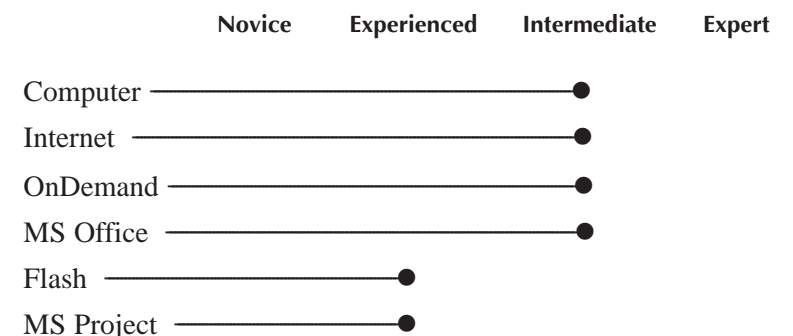 Novice Experienced Intermediate Expert
Computer
Internet
OnDemand
MS Office
Flash
MS Project